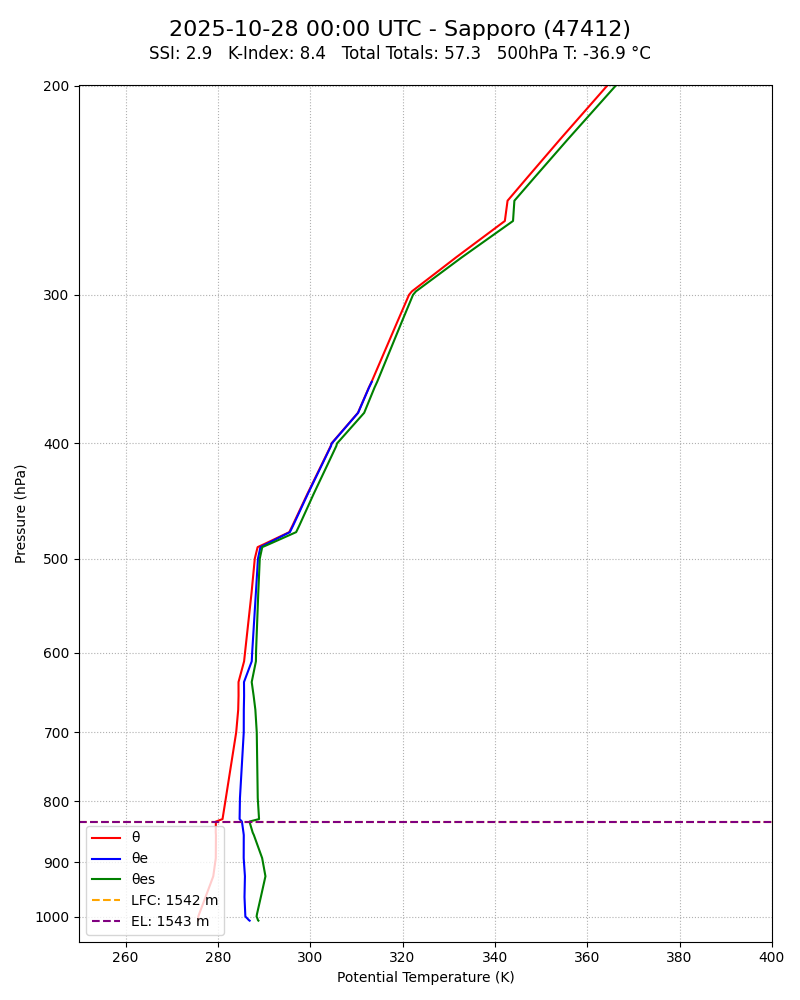 2025-10-28 00:00 UTC - Sapporo (47412)
SSI: 2.9   K-Index: 8.4   Total Totals: 57.3   500hPa T: -36.9 °C
200
300
400
500
600
700
800
900
1000
Pressure (hPa)
θ
θe
θes
LFC: 1542 m
EL: 1543 m
260
280
300
320
340
360
380
400
Potential Temperature (K)